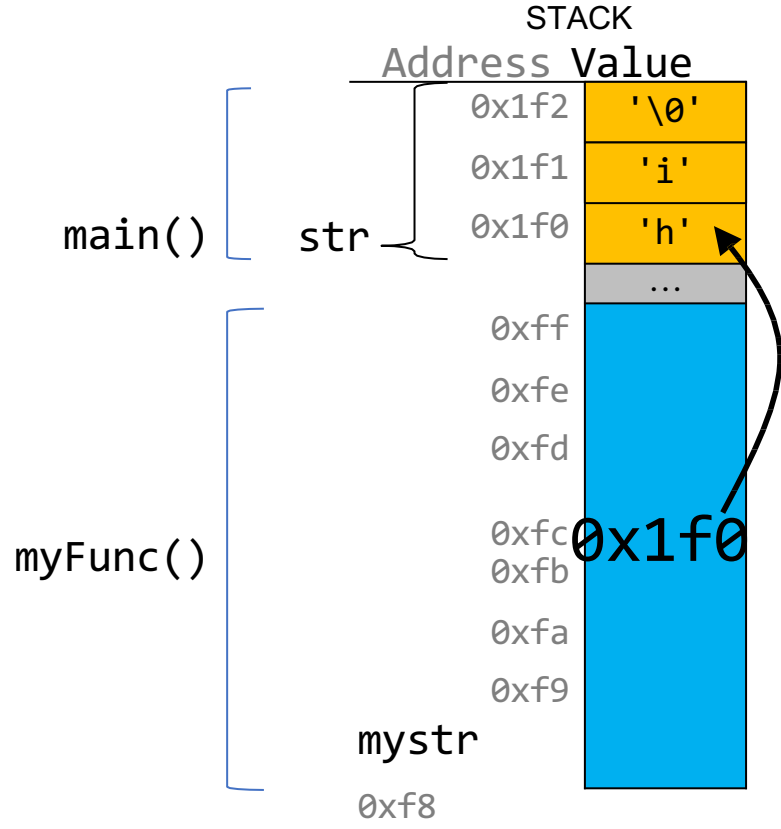 STACK
Address Value
0x1f2 '\0'
0x1f1 'i'
main() str 0x1f0 'h'
...
0xff
0xfe
0xfd
0xfc 0x1f0
myFunc() 0xfb
0xfa
0xf9
mystr
0xf8